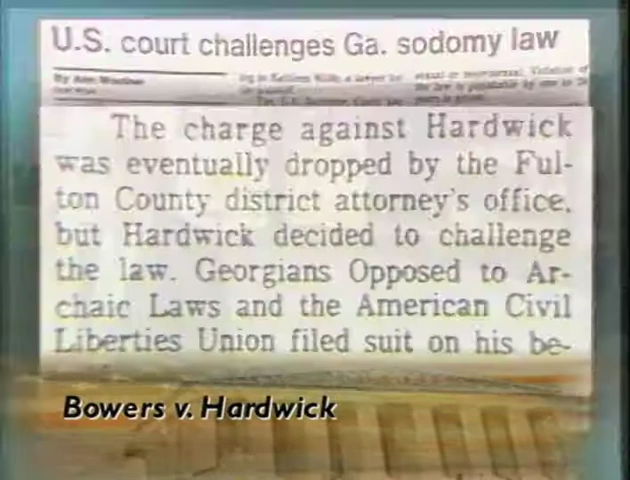 U.S. court challenges Ga. sodomy law
The charge against Hardwick
was eventually dropped by the Ful-
ton County district attorney's office,
but Hardwick decided to challenge
the law. Georgians Opposed to Ar-
chaic Laws and the American Civil
Liberties Union filed suit on his be-
Bowers v. Hardwick